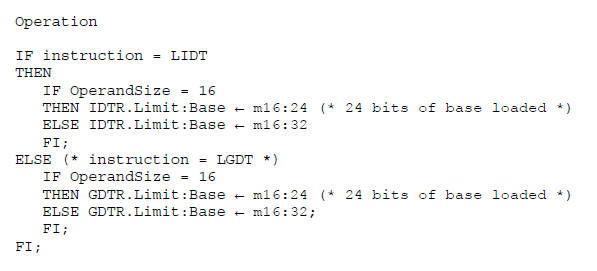 Operation
IF instruction = LIDT
THEN
IF OperandSize = 16
THEN IDTR.Limit:Base ← m16:24 (* 24 bits of base loaded *)
ELSE IDTR.Limit:Base ← m16:32
FI;
ELSE (* instruction = LGDT *)
IF OperandSize = 16
THEN GDTR.Limit:Base ← m16:24 (* 24 bits of base loaded *)
ELSE GDTR.Limit:Base ← m16:32;
FI;
FI;